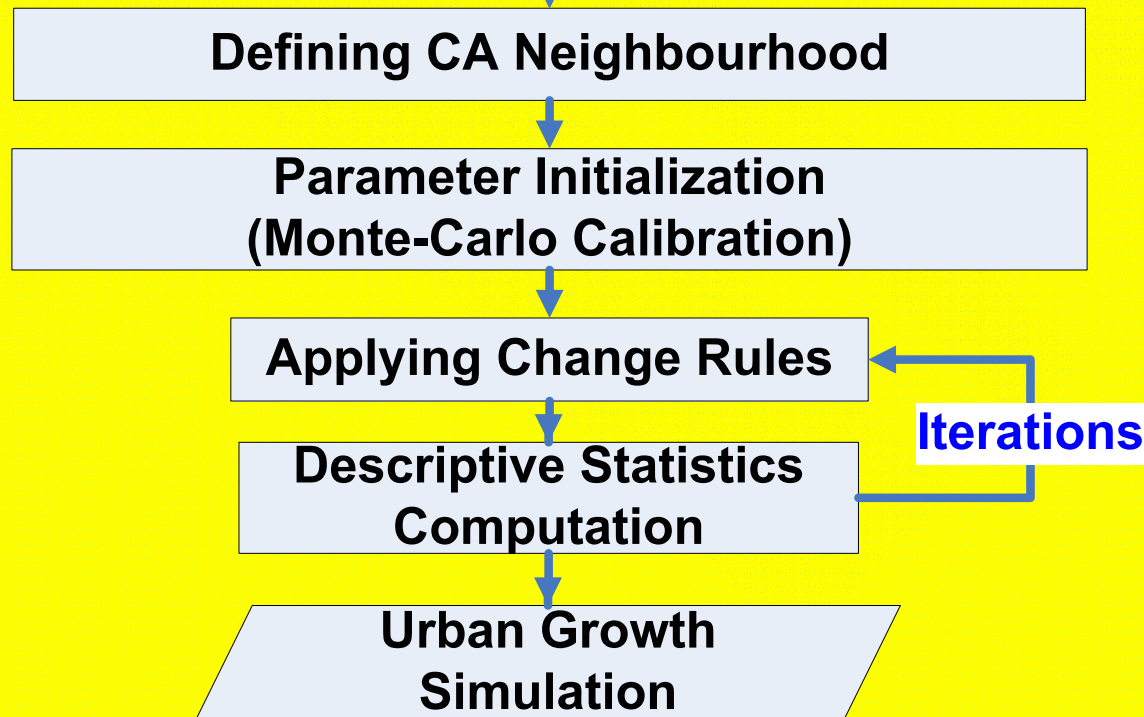 Defining CA Neighbourhood
Parameter Initialization
(Monte-Carlo Calibration)
Applying Change Rules
Iterations
Descriptive Statistics
Computation
Urban Growth
Simulation